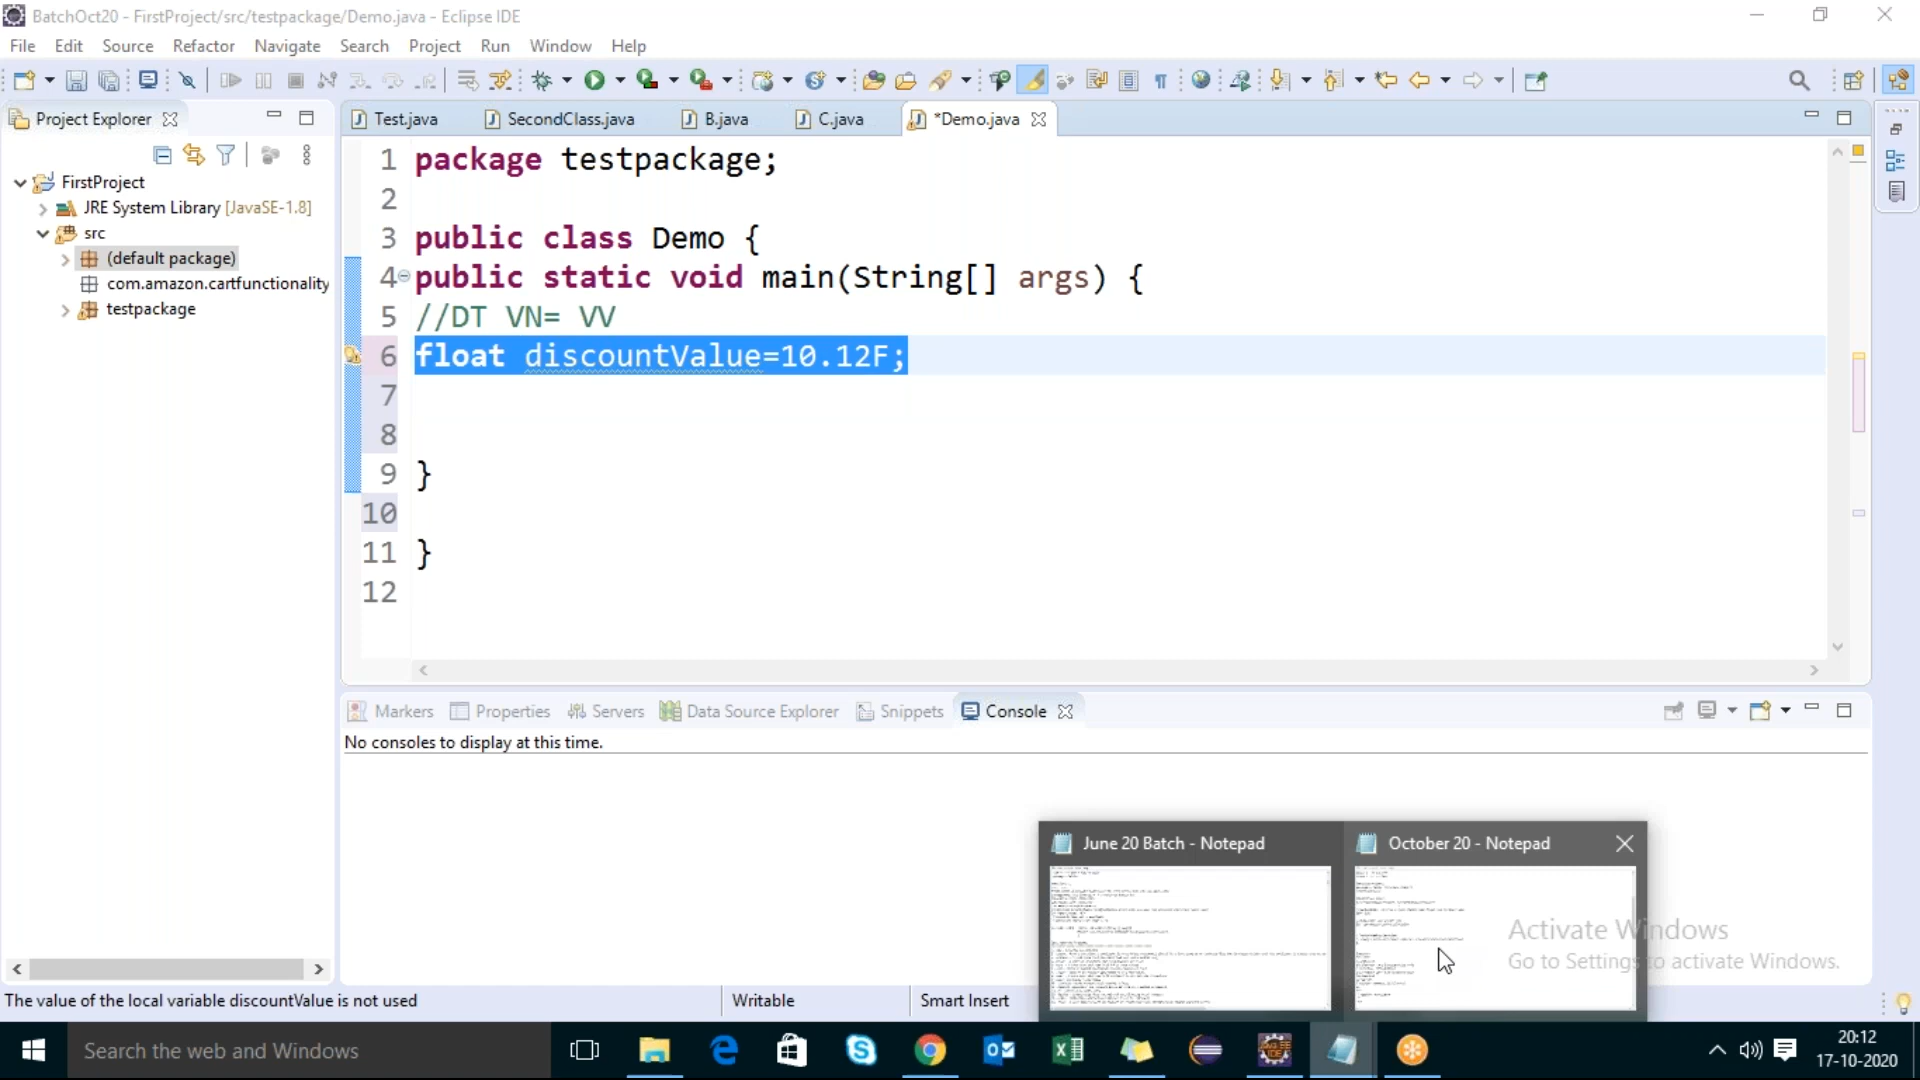 BatchOct20 - FirstProject/src/testpackage/Demo.java - Eclipse IDE
File Edit Source Refactor Navigate Search Project Run Window Help
Project Explorer
FirstProject
JRE System Library [JavaSE-1.8]
src
(default package)
com.amazon.cartfunctionality
testpackage
Test.java SecondClass.java B.java C.java *Demo.java
1 package testpackage;
2
3 public class Demo {
4 public static void main(String[] args) {
5 //DT VN= VV
6 float discountValue=10.12F;
7
8
9 }
10
11 }
12
Markers Properties Servers Data Source Explorer Snippets Console
No consoles to display at this time.
June 20 Batch - Notepad October 20 - Notepad
Activate Windows
Go to Settings to activate Windows.
The value of the local variable discountValue is not used Writable Smart Insert
Search the web and Windows
20:12
17-10-2020